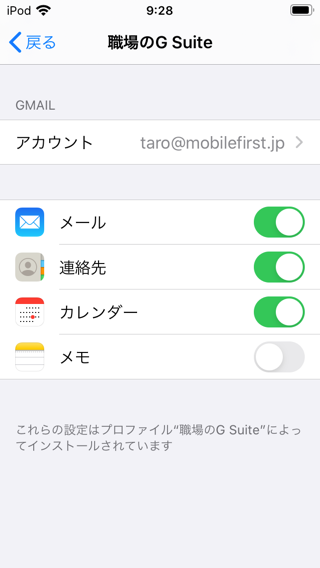 iPod 9:28
戻る 職場のG Suite
GMAIL
アカウント taro@mobilefirst.jp
メール
連絡先
カレンダー
メモ
これらの設定はプロファイル“職場のG Suite”によっ
てインストールされています